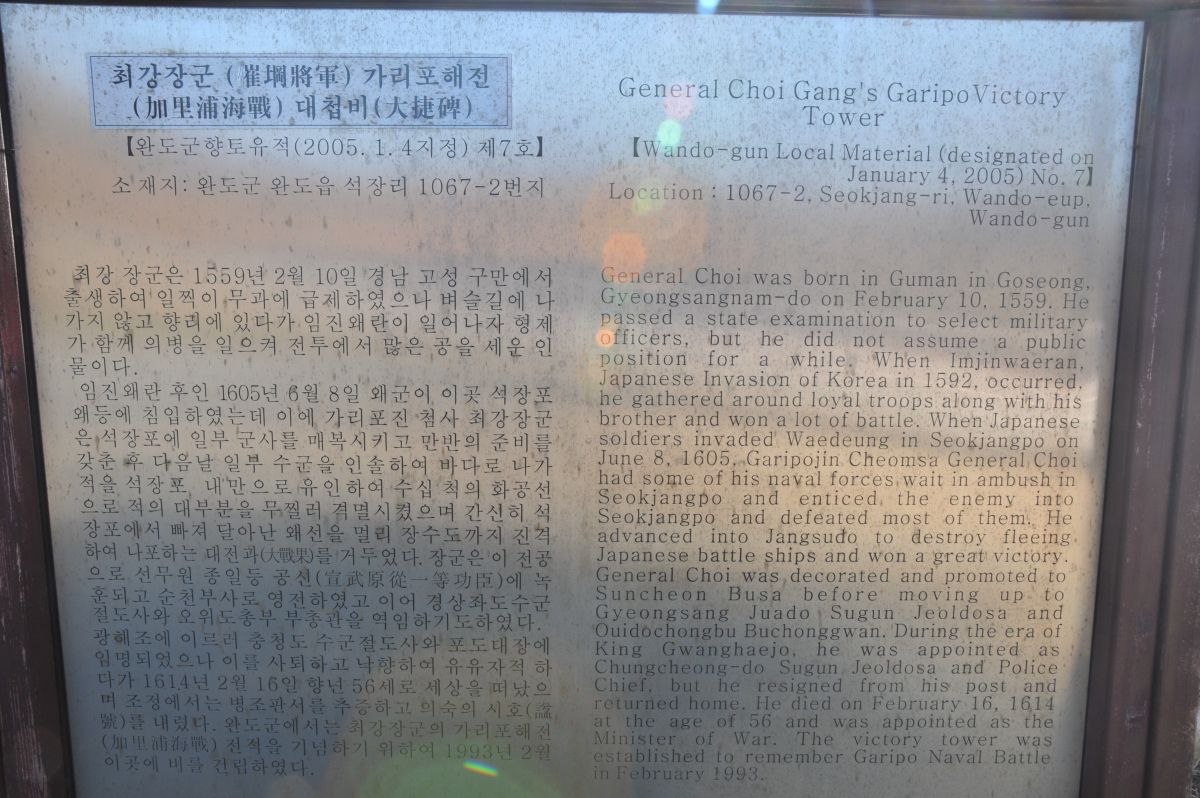 최강장군 (崔堈將軍) 가리포해전
(加里浦海戰) 대첩비(大捷碑)
【완도군향토유적(2005. 1. 4지정) 제7호】
소재지: 완도군 완도읍 석장리 1067-2번지
최강 장군은 1559년 2월 10일 경남 고성 구만에서
출생하여 일찍이 무과에 급제하였으나 벼슬길에 나
가지 않고 향리에 있다가 임진왜란이 일어나자 형제
가 함께 의병을 일으켜 전투에서 많은 공을 세운 인
물이다.
임진왜란 후인 1605년 6월 8일 왜군이 이곳 석장포
왜등에 침입하였는데 이에 가리포진 첨사 최강장군
은 석장포에 일부 군사를 매복시키고 만반의 준비를
갖춘 후 다음날 일부 수군을 인솔하여 바다로 나가
적을 석장포 내만으로 유인하여 수십 척의 화공선
으로 적의 대부분을 무찔러 격멸시켰으며 간신히 석
장포에서 빠져 달아난 왜선을 멀리 장수도까지 진격
하여 나포하는 대전과(大戰果)를 거두었다. 장군은 이 전공
으로 선무원 종일등 공신(宣武原從一等功臣)에 녹
훈되고 순천부사로 영전하였고 이어 경상좌도수군
절도사와 오위도총부 부총관을 역임하기도하였다.
광해조에 이르러 충청도 수군절도사와 포도대장에
임명되었으나 이를 사퇴하고 낙향하여 유유자적 하
다가 1614년 2월 16일 향년 56세로 세상을 떠났으
며 조정에서는 병조판서를 추증하고 의숙의 시호(諡
號)를 내렸다. 완도군에서는 최강장군의 가리포해전
(加里浦海戰) 전적을 기념하기 위하여 1993년 2월
이곳에 비를 건립하였다.
General Choi Gang's Garipo Victory
Tower
【Wando-gun Local Material (designated on
January 4, 2005) No. 7】
Location : 1067-2, Seokjang-ri, Wando-eup,
Wando-gun
General Choi was born in Guman in Goseong,
Gyeongsangnam-do on February 10, 1559. He
passed a state examination to select military
officers, but he did not assume a public
position for a while. When Imjinwaeran,
Japanese Invasion of Korea in 1592, occurred,
he gathered around loyal troops along with his
brother and won a lot of battle. When Japanese
soldiers invaded Waedeung in Seokjangpo on
June 8, 1605, Garipojin Cheomsa General Choi
had some of his naval forces wait in ambush in
Seokjangpo and enticed the enemy into
Seokjangpo and defeated most of them. He
advanced into Jangsudo to destroy fleeing
Japanese battle ships and won a great victory.
General Choi was decorated and promoted to
Suncheon Busa before moving up to
Gyeongsang Juado Sugun Jeoldosa and
Ouidochongbu Buchonggwan. During the era of
King Gwanghaejo, he was appointed as
Chungcheong-do Sugun Jeoldosa and Police
Chief, but he resigned from his post and
returned home. He died on February 16, 1614
at the age of 56 and was appointed as the
Minister of War. The victory tower was
established to remember Garipo Naval Battle
in February 1993.